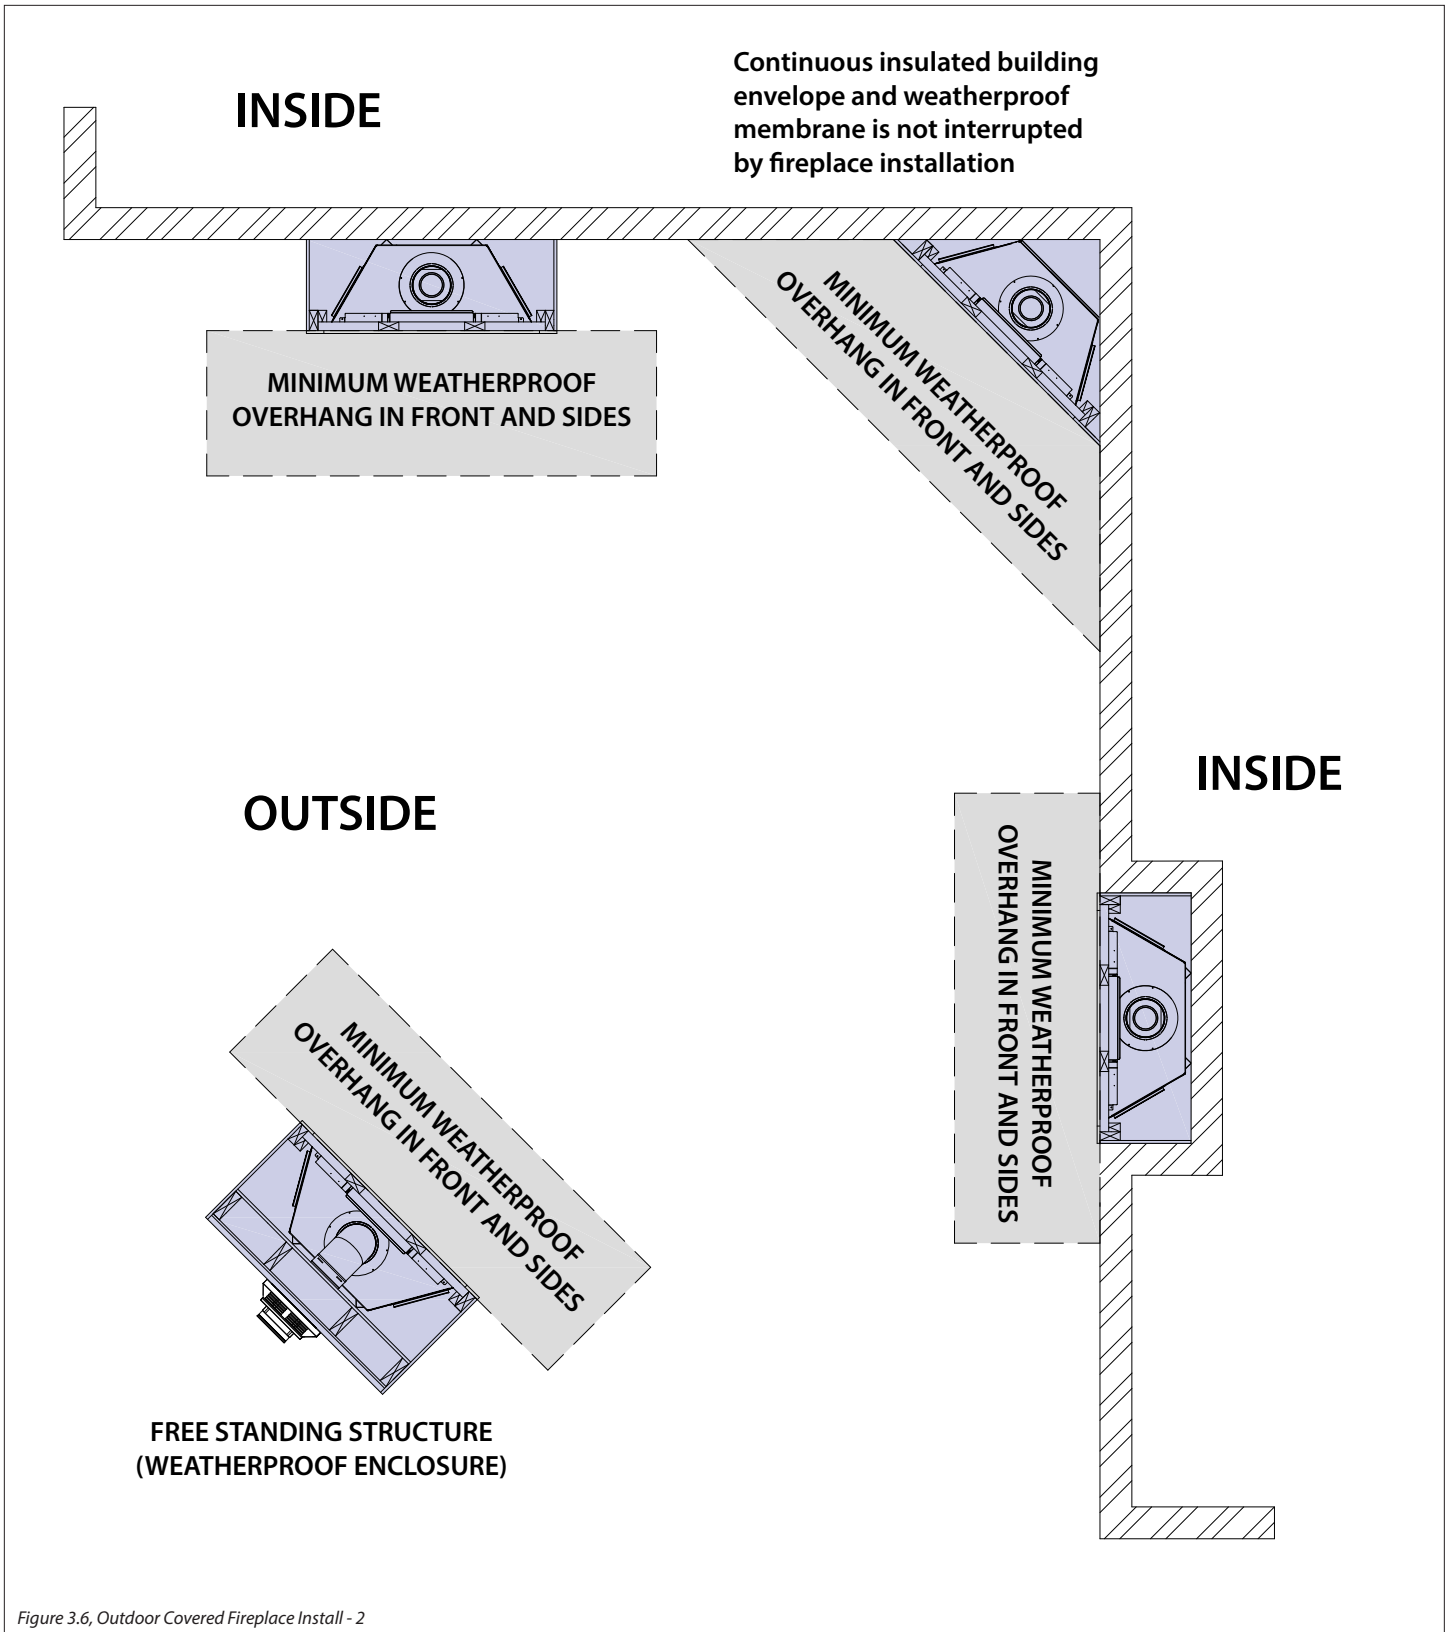 INSIDE
Continuous insulated building
envelope and weatherproof
membrane is not interrupted
by fireplace installation
MINIMUM WEATHERPROOF
OVERHANG IN FRONT AND SIDES
MINIMUM WEATHERPROOF
OVERHANG IN FRONT AND SIDES
INSIDE
OUTSIDE
MINIMUM WEATHERPROOF
OVERHANG IN FRONT AND SIDES
MINIMUM WEATHERPROOF
OVERHANG IN FRONT AND SIDES
FREE STANDING STRUCTURE
(WEATHERPROOF ENCLOSURE)
Figure 3.6, Outdoor Covered Fireplace Install - 2